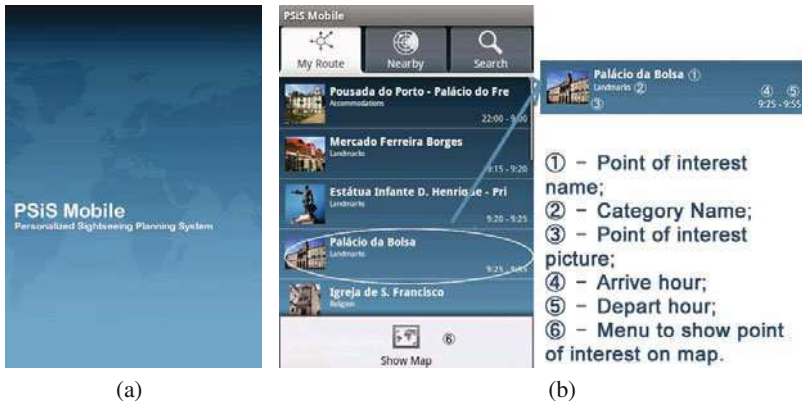 PSiS Mobile
Personalized Sightseeing Planning System
(a)
PSiS Mobile
My Route
Nearby
Search
Pousada do Porto - Palácio do Fre
Accommodations
22:00 - 9:00
Mercado Ferreira Borges
Landmarks
9:15 - 9:20
Estátua Infante D. Henrique - Pri
Landmarks
9:20 - 9:25
Palácio da Bolsa
Landmarks
9:25 - 9:55
Igreja de S. Francisco
Religion
⑥
Show Map
Palácio da Bolsa ①
Landmarks ②
③
④ ⑤
9:25 - 9:55
① - Point of interest
name;
② - Category Name;
③ - Point of interest
picture;
④ - Arrive hour;
⑤ - Depart hour;
⑥ - Menu to show point
of interest on map.
(b)